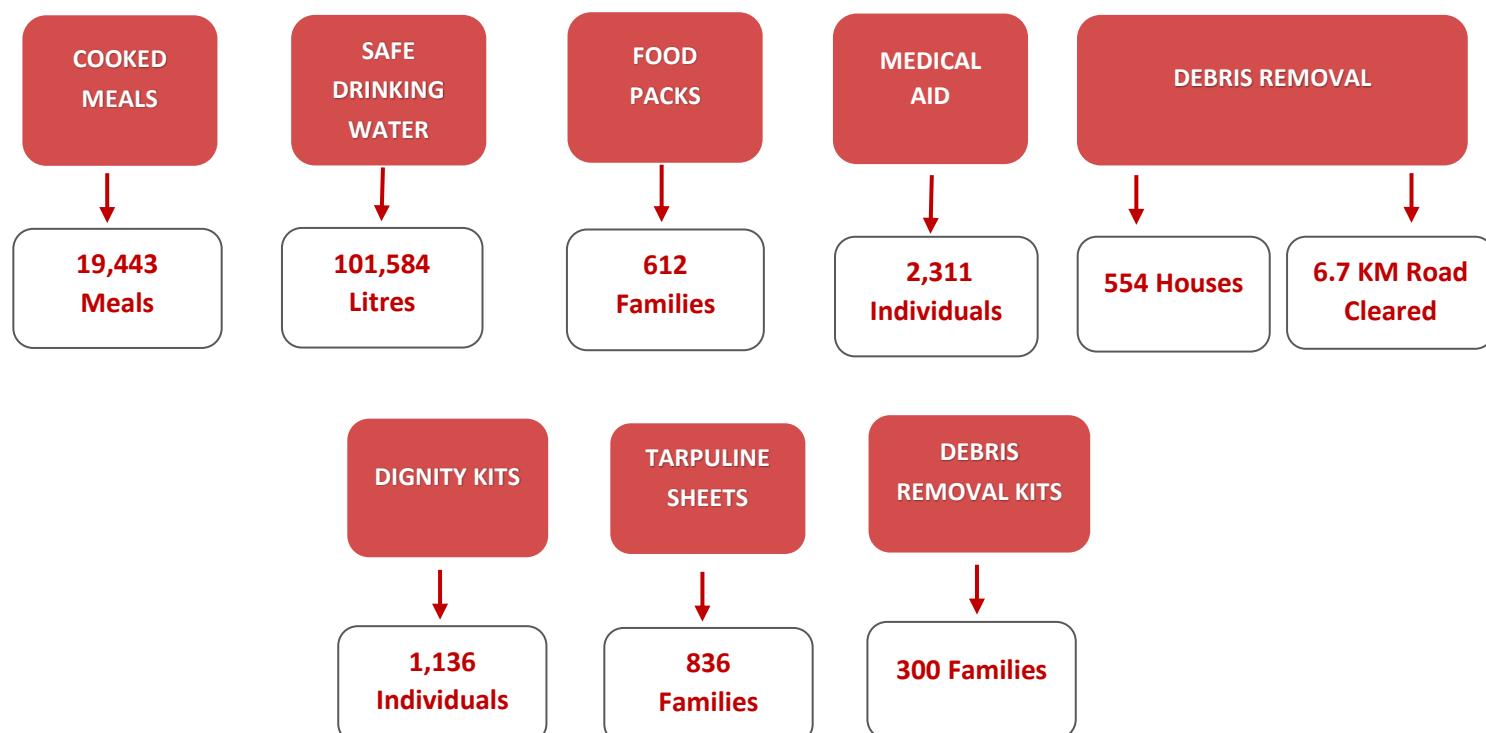 COOKED
MEALS
SAFE
DRINKING
WATER
FOOD
PACKS
MEDICAL
AID
DEBRIS REMOVAL
19,443
Meals
101,584
Litres
612
Families
2,311
Individuals
554 Houses
6.7 KM Road
Cleared
DIGNITY KITS
TARPULINE
SHEETS
DEBRIS
REMOVAL KITS
1,136
Individuals
836
Families
300 Families